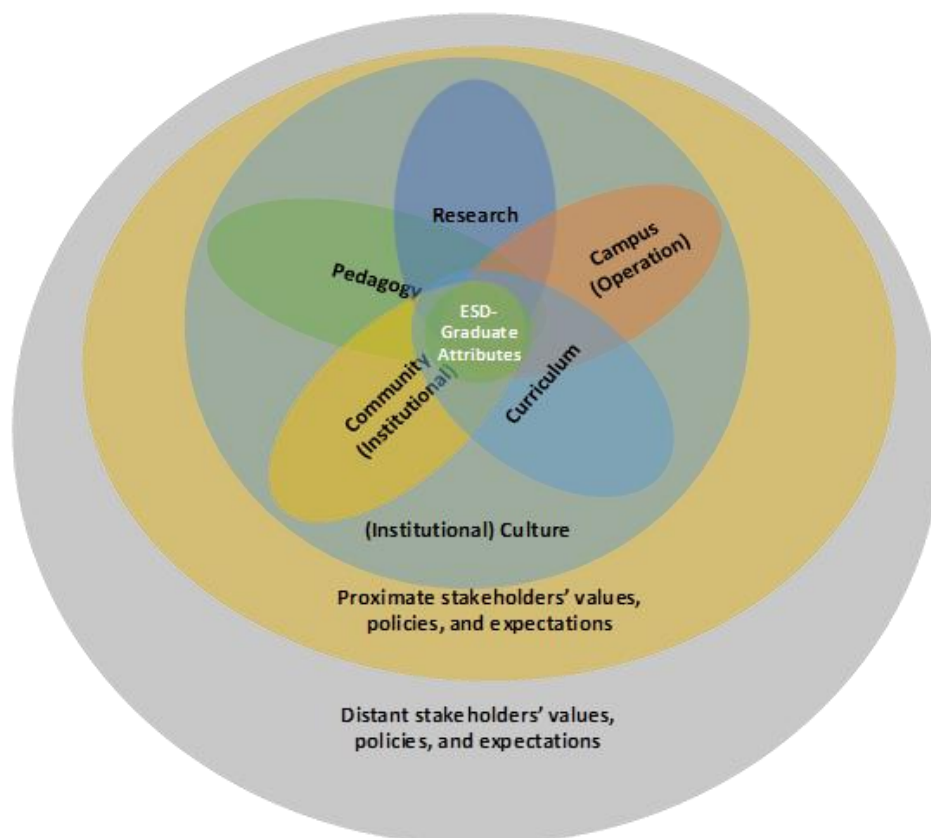 Research
Campus
(Operation)
Pedagogy
ESD-
Graduate
Attributes
Community
(Institutional)
Curriculum
(Institutional) Culture
Proximate stakeholders’ values,
policies, and expectations
Distant stakeholders’ values,
policies, and expectations